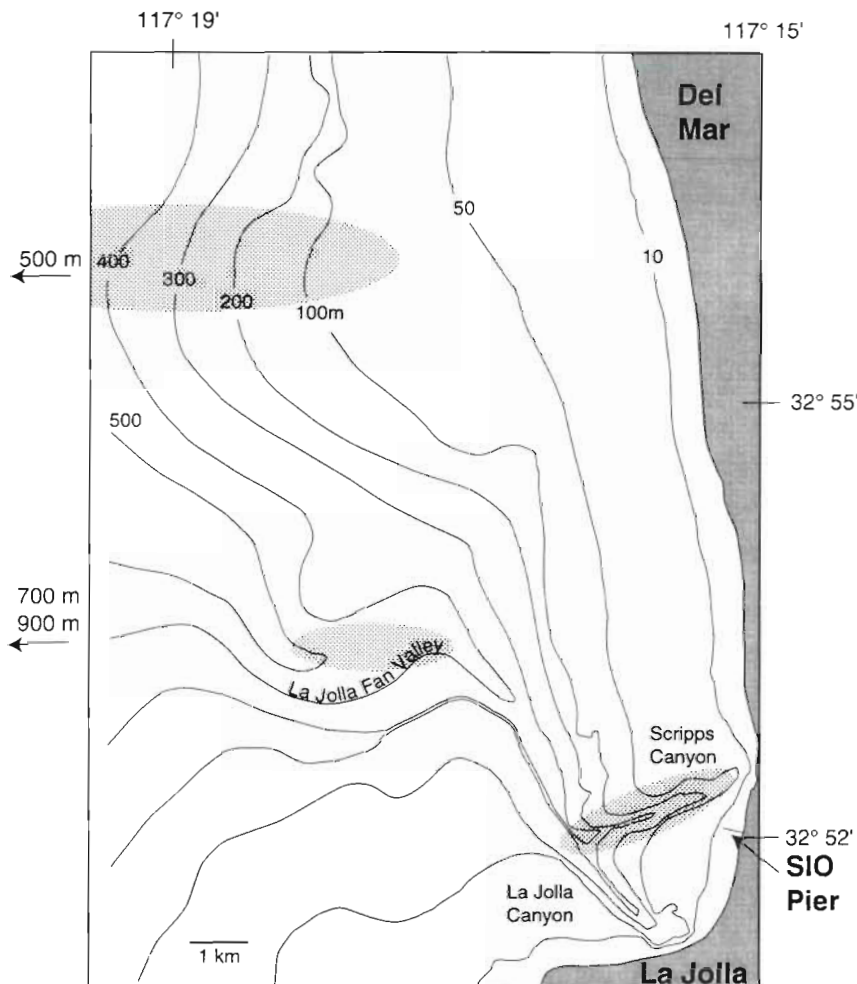 117° 19'
117° 15'
Del
Mar
50
10
500 m
400
300
200
100m
32° 55'
500
700 m
900 m
La Jolla Fan Valley
Scripps
Canyon
32° 52'
SIO
Pier
La Jolla
Canyon
1 km
La Jolla